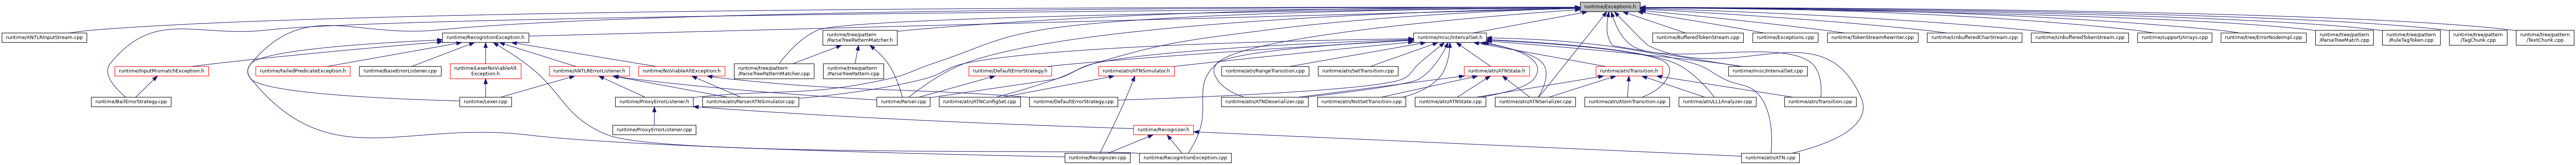 runtime/Exceptions.h
runtime/ANTLRInputStream.cpp
runtime/RecognitionException.h
runtime/tree/pattern
/ParseTreePatternMatcher.h
runtime/misc/IntervalSet.h
runtime/BufferedTokenStream.cpp
runtime/Exceptions.cpp
runtime/TokenStreamRewriter.cpp
runtime/UnbufferedCharStream.cpp
runtime/UnbufferedTokenStream.cpp
runtime/support/Arrays.cpp
runtime/tree/ErrorNodeImpl.cpp
runtime/tree/pattern
/ParseTreeMatch.cpp
runtime/tree/pattern
/RuleTagToken.cpp
runtime/tree/pattern
/TagChunk.cpp
runtime/tree/pattern
/TextChunk.cpp
runtime/InputMismatchException.h
runtime/FailedPredicateException.h
runtime/BaseErrorListener.cpp
runtime/LexerNoViableAlt
Exception.h
runtime/ANTLRErrorListener.h
runtime/NoViableAltException.h
runtime/tree/pattern
/ParseTreePatternMatcher.cpp
runtime/tree/pattern
/ParseTreePattern.cpp
runtime/DefaultErrorStrategy.h
runtime/atn/ATNSimulator.h
runtime/atn/RangeTransition.cpp
runtime/atn/SetTransition.cpp
runtime/atn/ATNState.h
runtime/atn/Transition.h
runtime/misc/IntervalSet.cpp
runtime/BailErrorStrategy.cpp
runtime/Lexer.cpp
runtime/ProxyErrorListener.h
runtime/atn/ParserATNSimulator.cpp
runtime/Parser.cpp
runtime/atn/ATNConfigSet.cpp
runtime/DefaultErrorStrategy.cpp
runtime/atn/ATNDeserializer.cpp
runtime/atn/NotSetTransition.cpp
runtime/atn/ATNState.cpp
runtime/atn/ATNSerializer.cpp
runtime/atn/AtomTransition.cpp
runtime/atn/LL1Analyzer.cpp
runtime/atn/Transition.cpp
runtime/ProxyErrorListener.cpp
runtime/Recognizer.h
runtime/Recognizer.cpp
runtime/RecognitionException.cpp
runtime/atn/ATN.cpp